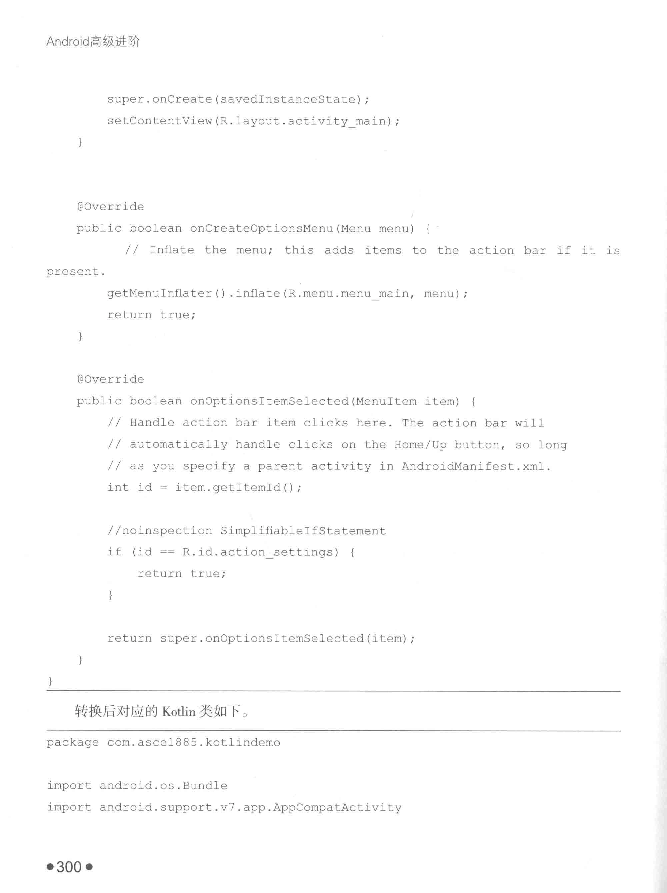 Android高级进阶
super.onCreate(savedInstanceState);
setContentView(R.layout.activity_main);
}
@Override
public boolean onCreateOptionsMenu(Menu menu) {
// Inflate the menu; this adds items to the action bar if it is
present.
getMenuInflater().inflate(R.menu.menu_main, menu);
return true;
}
@Override
public boolean onOptionsItemSelected(MenuItem item) {
// Handle action bar item clicks here. The action bar will
// automatically handle clicks on the Home/Up button, so long
// as you specify a parent activity in AndroidManifest.xml.
int id = item.getItemId();
//noinspection SimplifiableIfStatement
if (id == R.id.action_settings) {
return true;
}
return super.onOptionsItemSelected(item);
}
}
转换后对应的 Kotlin 类如下。
package com.asce1885.kotlindemo
import android.os.Bundle
import android.support.v7.app.AppCompatActivity
●300●